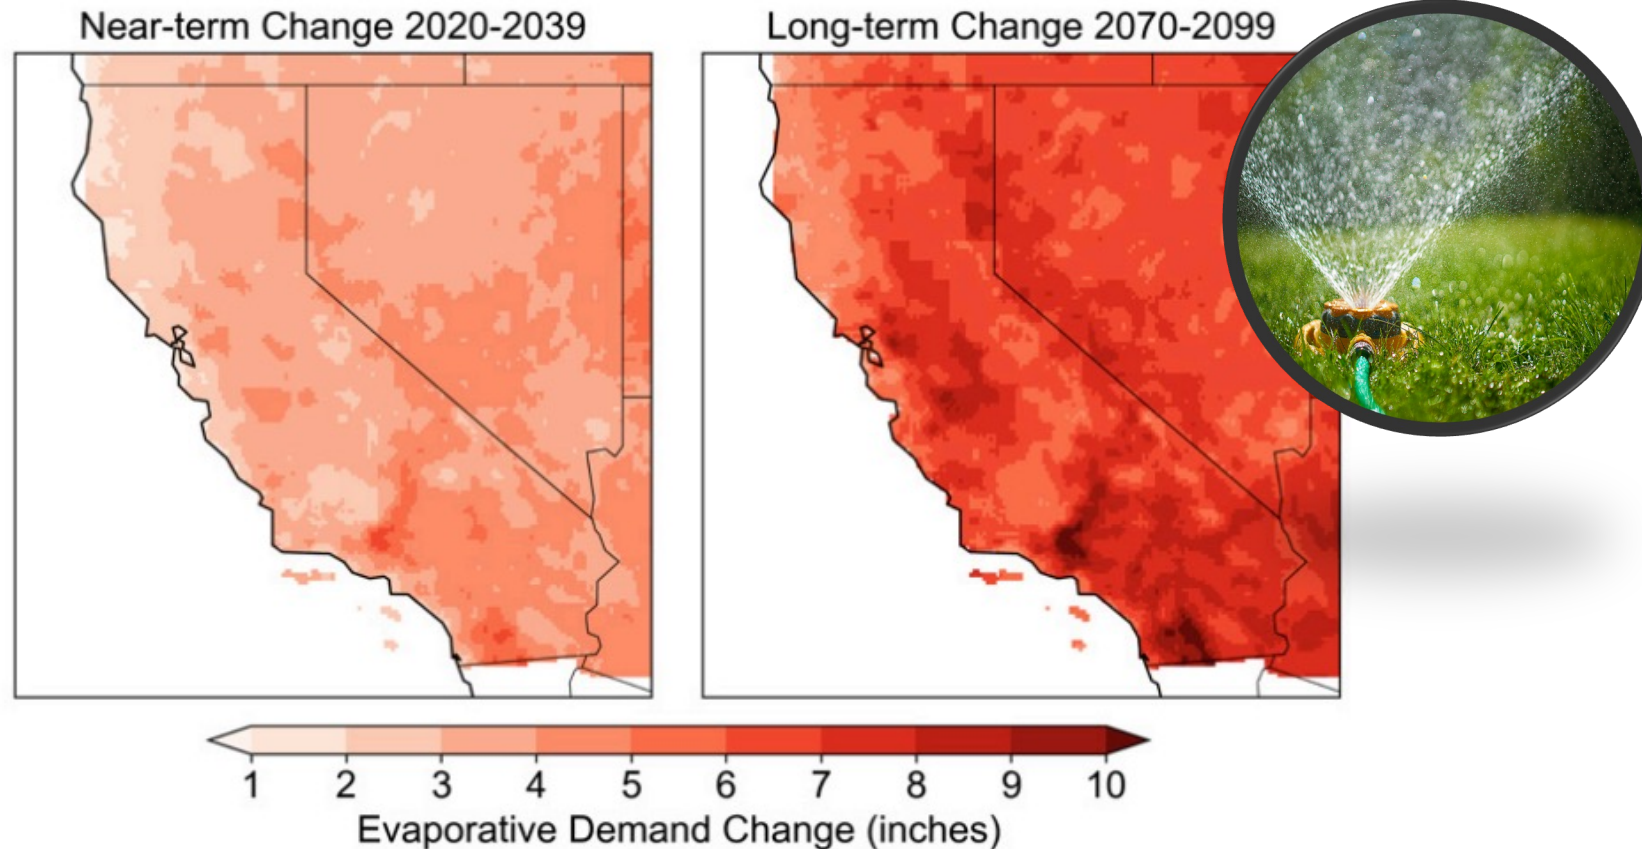 Near-term Change 2020-2039
Long-term Change 2070-2099
1 2 3 4 5 6 7 8 9 10
Evaporative Demand Change (inches)